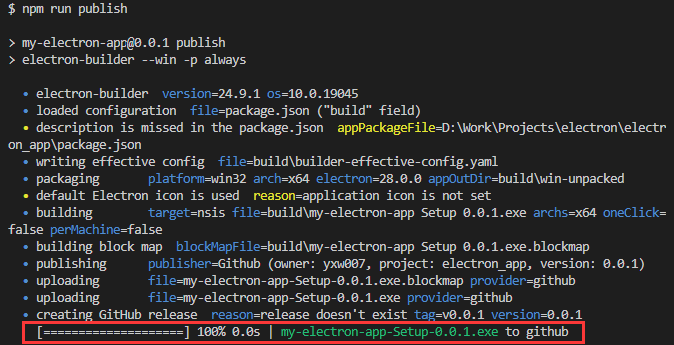 $ npm run publish
> my-electron-app@0.0.1 publish
> electron-builder --win -p always
• electron-builder  version=24.9.1 os=10.0.19045
• loaded configuration  file=package.json ("build" field)
• description is missed in the package.json  appPackageFile=D:\Work\Projects\electron\electr
on_app\package.json
• writing effective config  file=build\builder-effective-config.yaml
• packaging       platform=win32 arch=x64 electron=28.0.0 appOutDir=build\win-unpacked
• default Electron icon is used  reason=application icon is not set
• building        target=nsis file=build\my-electron-app Setup 0.0.1.exe archs=x64 oneClick=
false perMachine=false
• building block map  blockMapFile=build\my-electron-app Setup 0.0.1.exe.blockmap
• publishing      publisher=Github (owner: yxw007, project: electron_app, version: 0.0.1)
• uploading       file=my-electron-app-Setup-0.0.1.exe.blockmap provider=github
• uploading       file=my-electron-app-Setup-0.0.1.exe provider=github
• creating GitHub release  reason=release doesn't exist tag=v0.0.1 version=0.0.1
[====================] 100% 0.0s | my-electron-app-Setup-0.0.1.exe to github